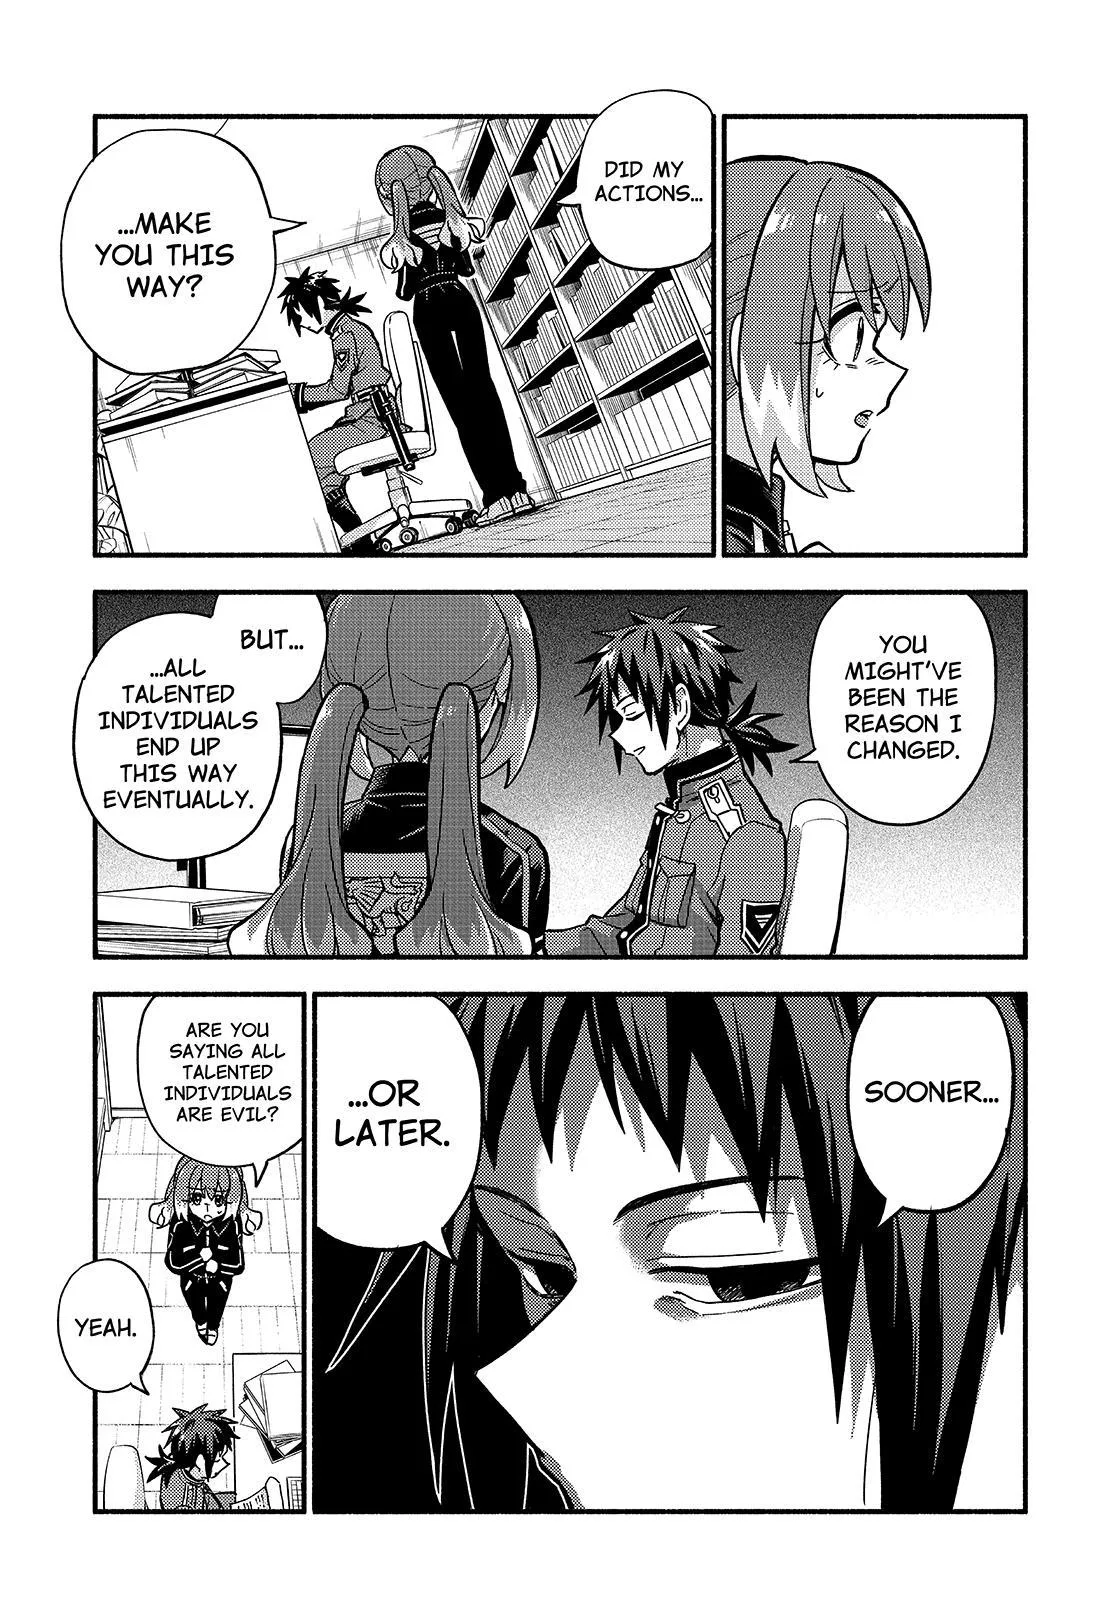 DID MY
ACTIONS...
...MAKE
YOU THIS
WAY?
YOU
MIGHT'VE
BEEN THE
REASON I
CHANGED.
BUT...
...ALL
TALENTED
INDIVIDUALS
END UP
THIS WAY
EVENTUALLY.
SOONER...
...OR
LATER.
ARE YOU
SAYING ALL
TALENTED
INDIVIDUALS
ARE EVIL?
YEAH.